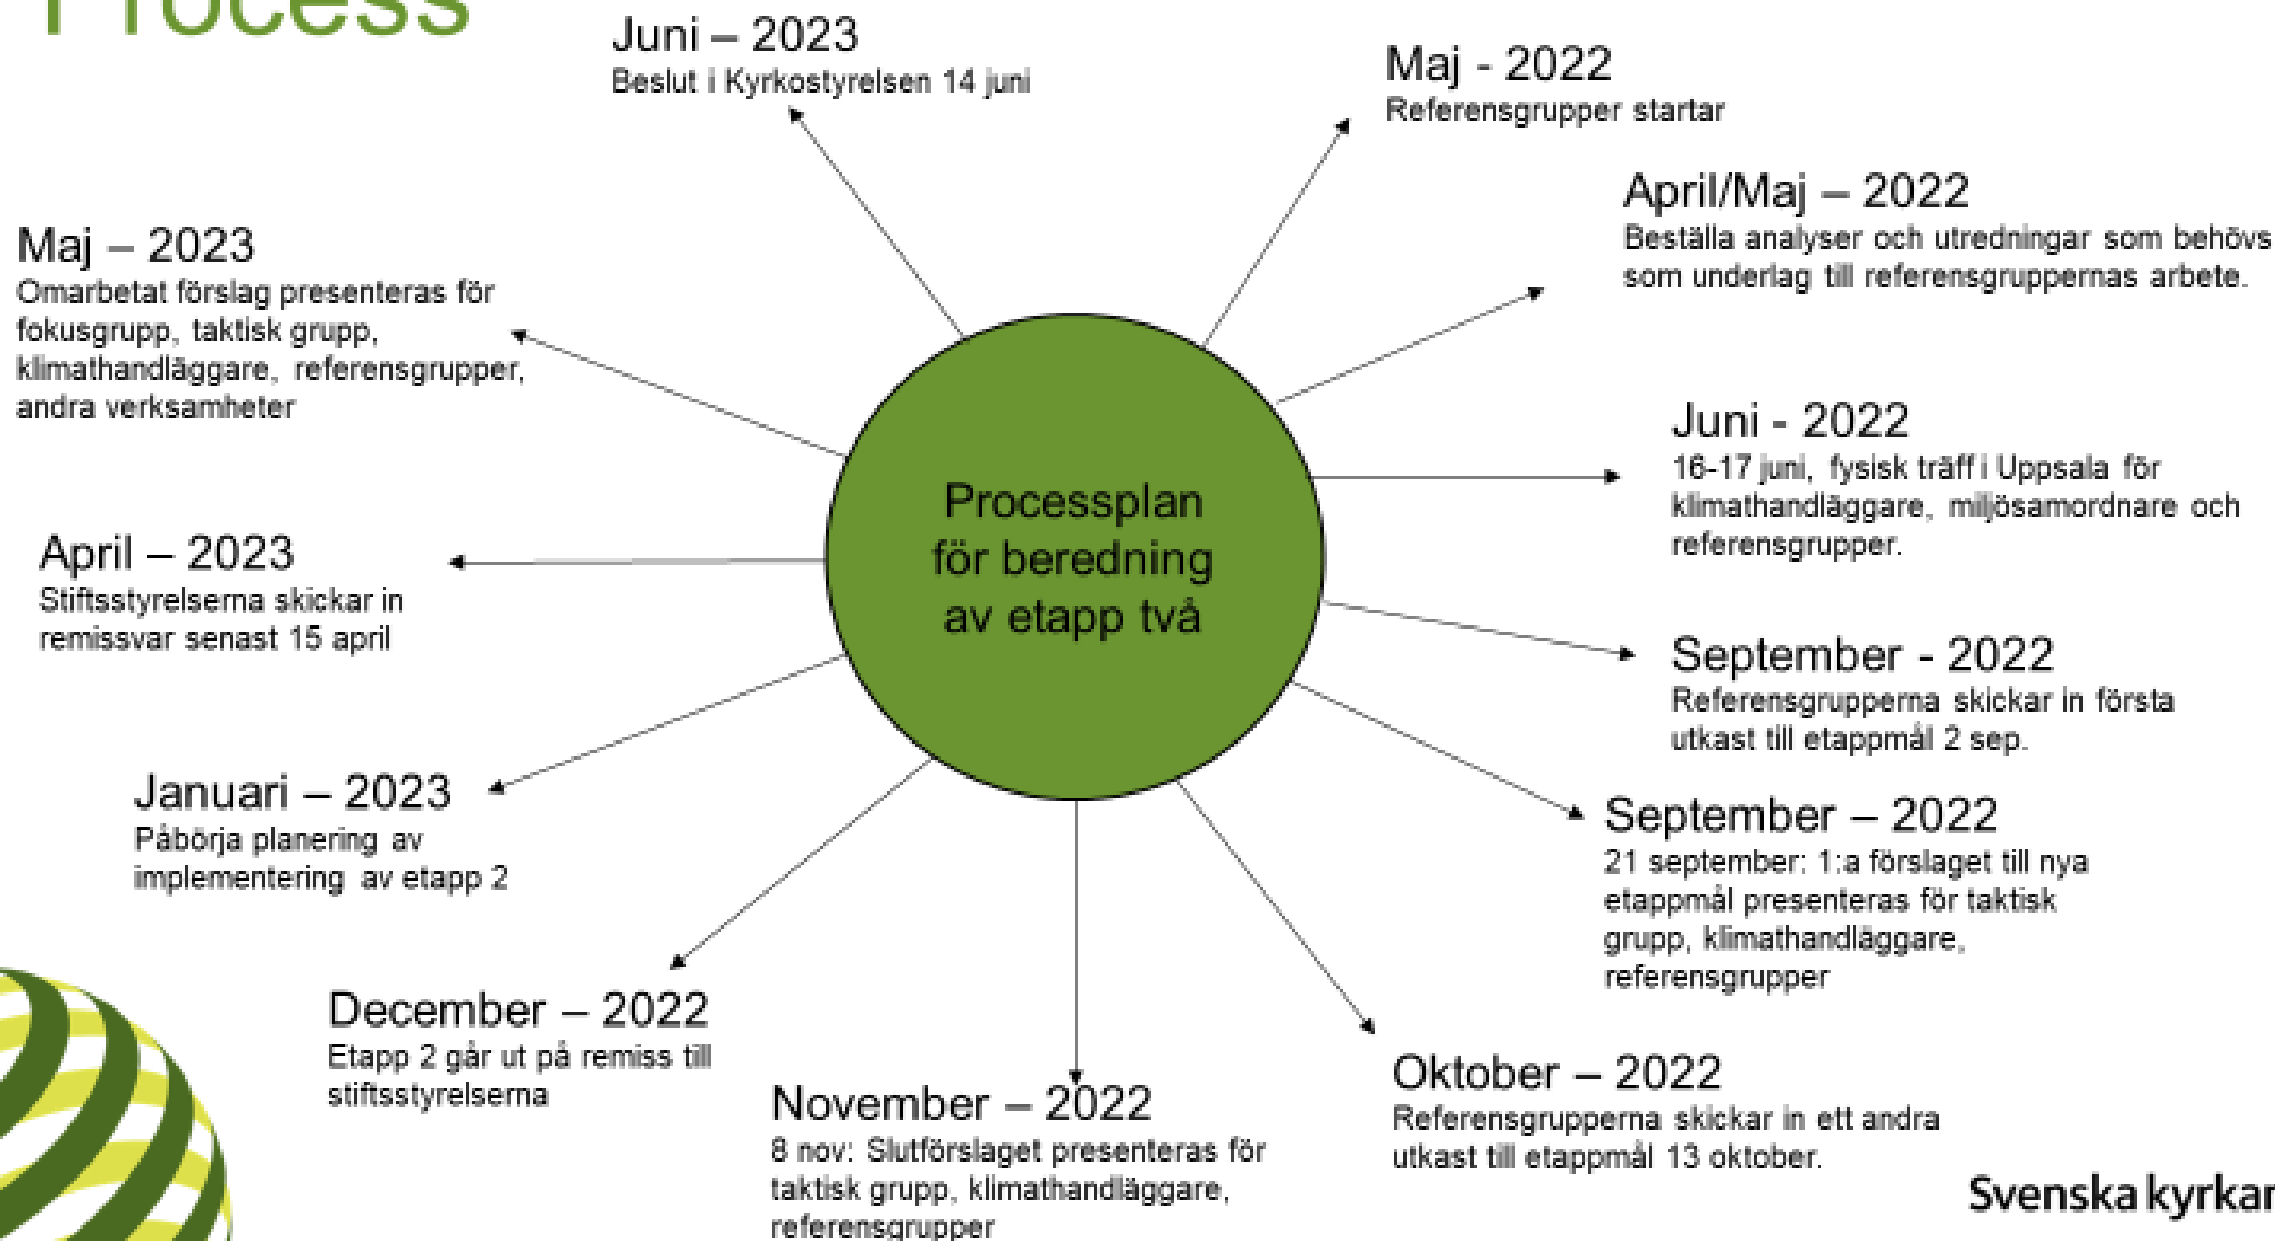 Process
Juni – 2023
Beslut i Kyrkostyrelsen 14 juni
Maj - 2022
Referensgrupper startar
April/Maj – 2022
Beställa analyser och utredningar som behövs
som underlag till referensgruppernas arbete.
Juni - 2022
16-17 juni, fysisk träff i Uppsala för
klimathandläggare, miljösamordnare och
referensgrupper.
September - 2022
Referensgrupperna skickar in första
utkast till etappmål 2 sep.
September – 2022
21 september: 1:a förslaget till nya
etappmål presenteras för taktisk
grupp, klimathandläggare,
referensgrupper
Oktober – 2022
Referensgrupperna skickar in ett andra
utkast till etappmål 13 oktober.
November – 2022
8 nov: Slutförslaget presenteras för
taktisk grupp, klimathandläggare,
referensgrupper
December – 2022
Etapp 2 går ut på remiss till
stiftsstyrelserna
Januari – 2023
Påbörja planering av
implementering av etapp 2
April – 2023
Stiftsstyrelserna skickar in
remissvar senast 15 april
Maj – 2023
Omarbetat förslag presenteras för
fokusgrupp, taktisk grupp,
klimathandläggare, referensgrupper,
andra verksamheter
Processplan
för beredning
av etapp två
Svenska kyrkan